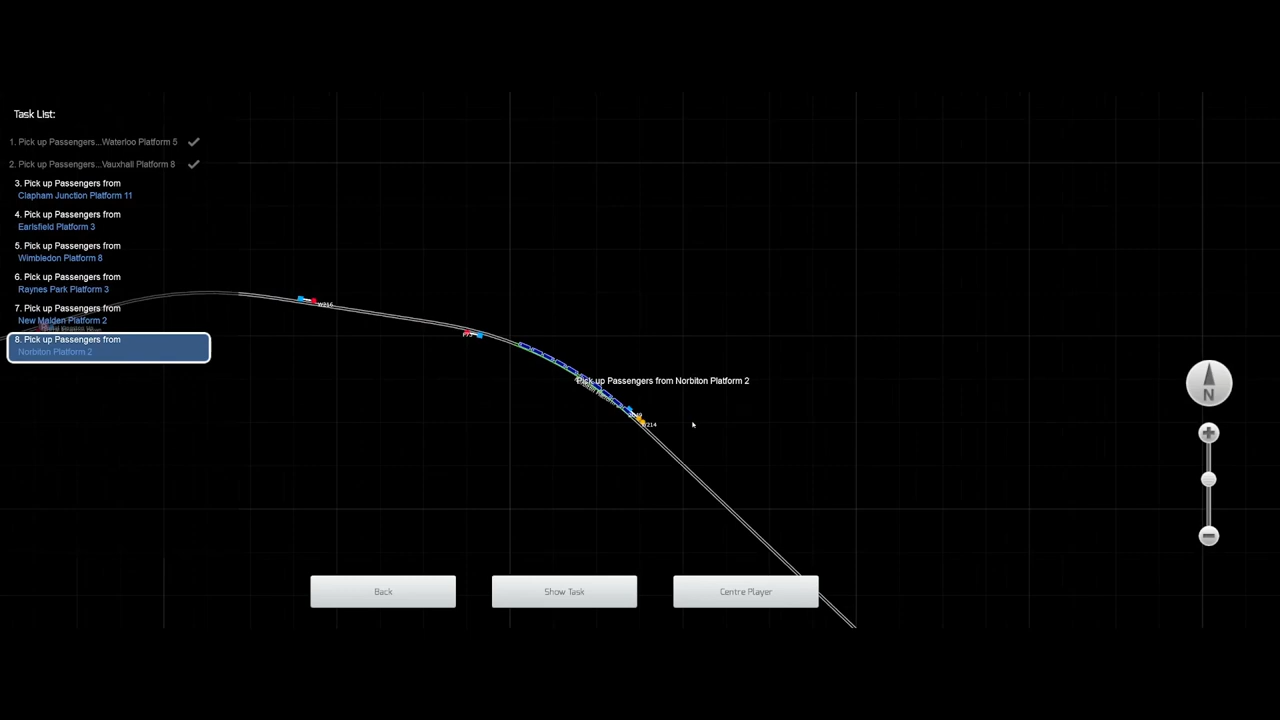 Task List:
1. Pick up Passengers...Waterloo Platform 5
2. Pick up Passengers...Vauxhall Platform 8
3. Pick up Passengers from
Clapham Junction Platform 11
4. Pick up Passengers from
Earlsfield Platform 3
5. Pick up Passengers from
Wimbledon Platform 8
6. Pick up Passengers from
Raynes Park Platform 3
7. Pick up Passengers from
New Malden Platform 2
8. Pick up Passengers from
Norbiton Platform 2
W216
Pick up Passengers from Norbiton Platform 2
W214
N
Back
Show Task
Centre Player